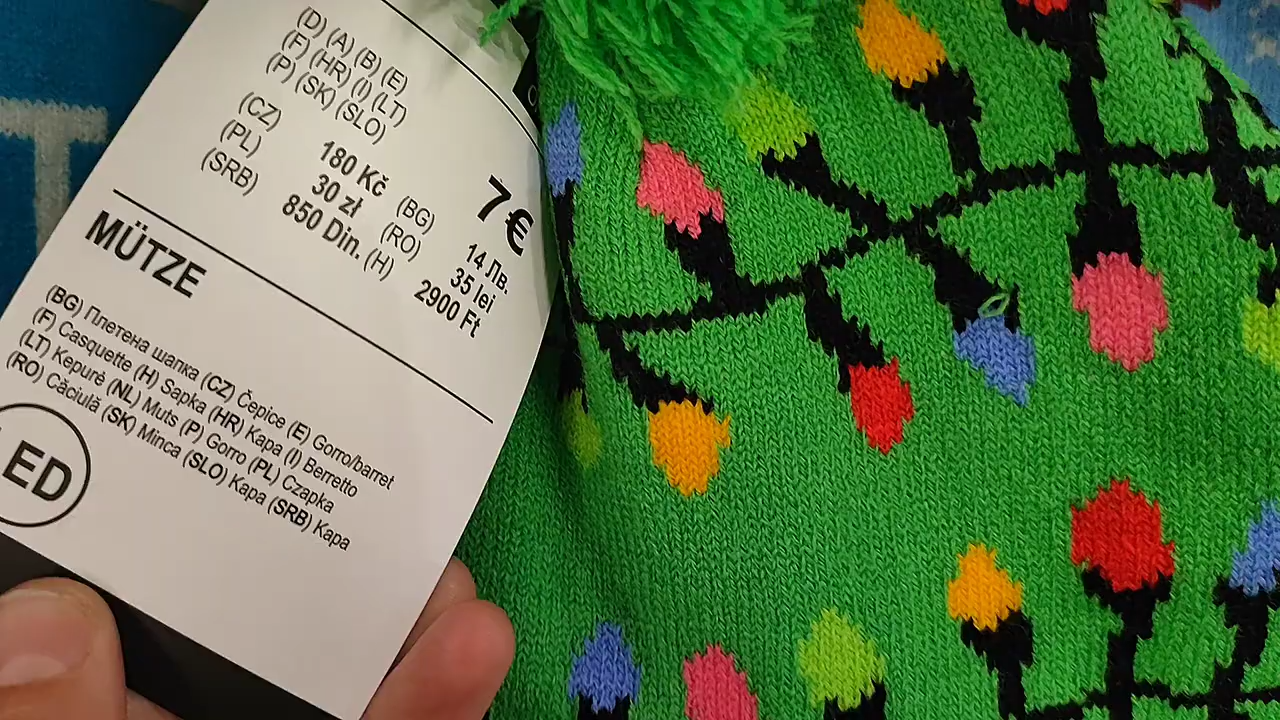 (D) (A) (B) (E)
(F) (HR) (I) (LT)
(P) (SK) (SLO)
7€
(CZ) 180 Kč (BG) 14 Лв.
(PL) 30 zł (RO) 35 lei
(SRB) 850 Din. (H) 2900 Ft
MÜTZE
(BG) Плетена шапка (CZ) Čepice (E) Gorro/barret
(F) Casquette (H) Sapka (HR) Kapa (I) Berretto
(LT) Kepurė (NL) Muts (P) Gorro (PL) Czapka
(RO) Căciulă (SK) Minca (SLO) Kapa (SRB) Kapa
ED